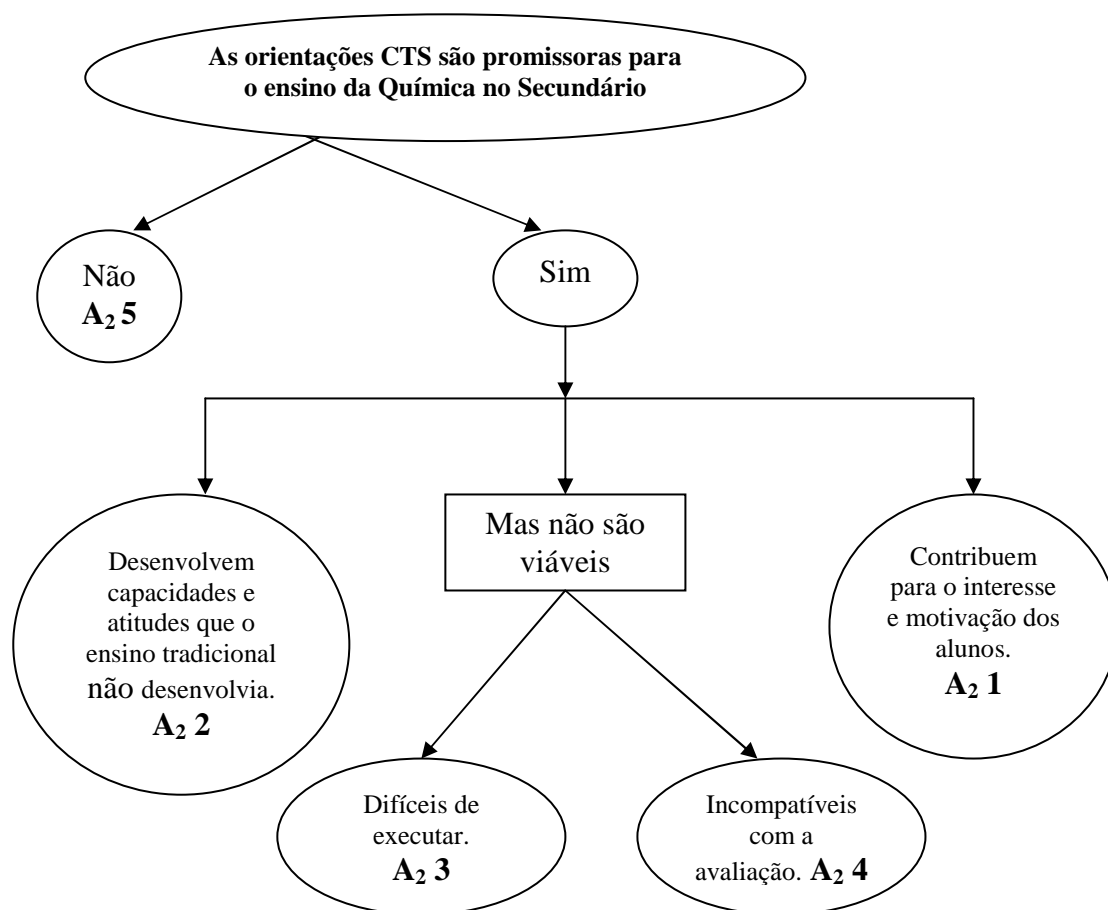 As orientações CTS são promissoras para
o ensino da Química no Secundário
Não
A₂ 5
Sim
Desenvolvem
capacidades e
atitudes que o
ensino tradicional
não desenvolvia.
A₂ 2
Mas não são
viáveis
Contribuem
para o interesse
e motivação dos
alunos.
A₂ 1
Difíceis de
executar.
A₂ 3
Incompatíveis
com a
avaliação. A₂ 4